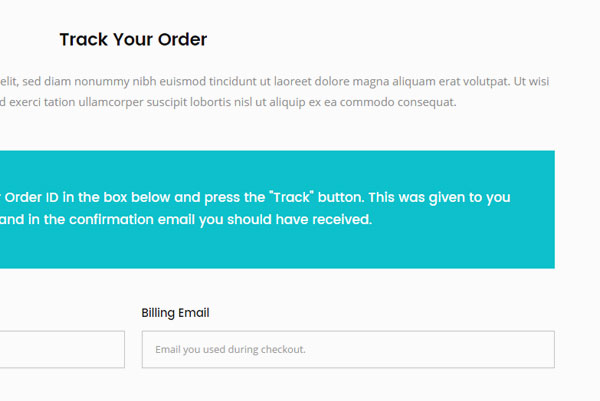 Track Your Order
elit, sed diam nonummy nibh euismod tincidunt ut laoreet dolore magna aliquam erat volutpat. Ut wisi
exerci tation ullamcorper suscipit lobortis nisl ut aliquip ex ea commodo consequat.
Order ID in the box below and press the "Track" button. This was given to you
and in the confirmation email you should have received.
Billing Email
Email you used during checkout.